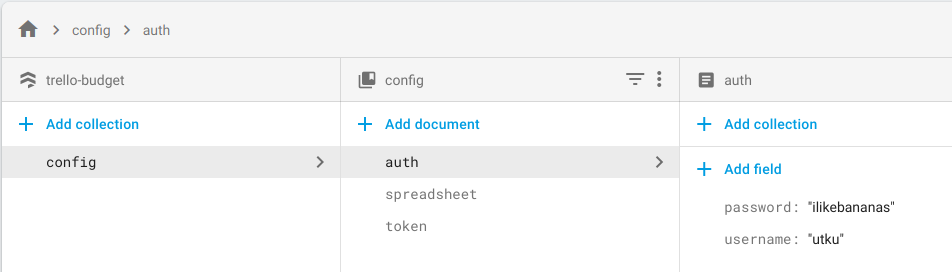 config > auth
trello-budget
config
auth
Add collection
Add document
Add collection
config
auth
Add field
spreadsheet
password: "ilikebananas"
token
username: "utku"